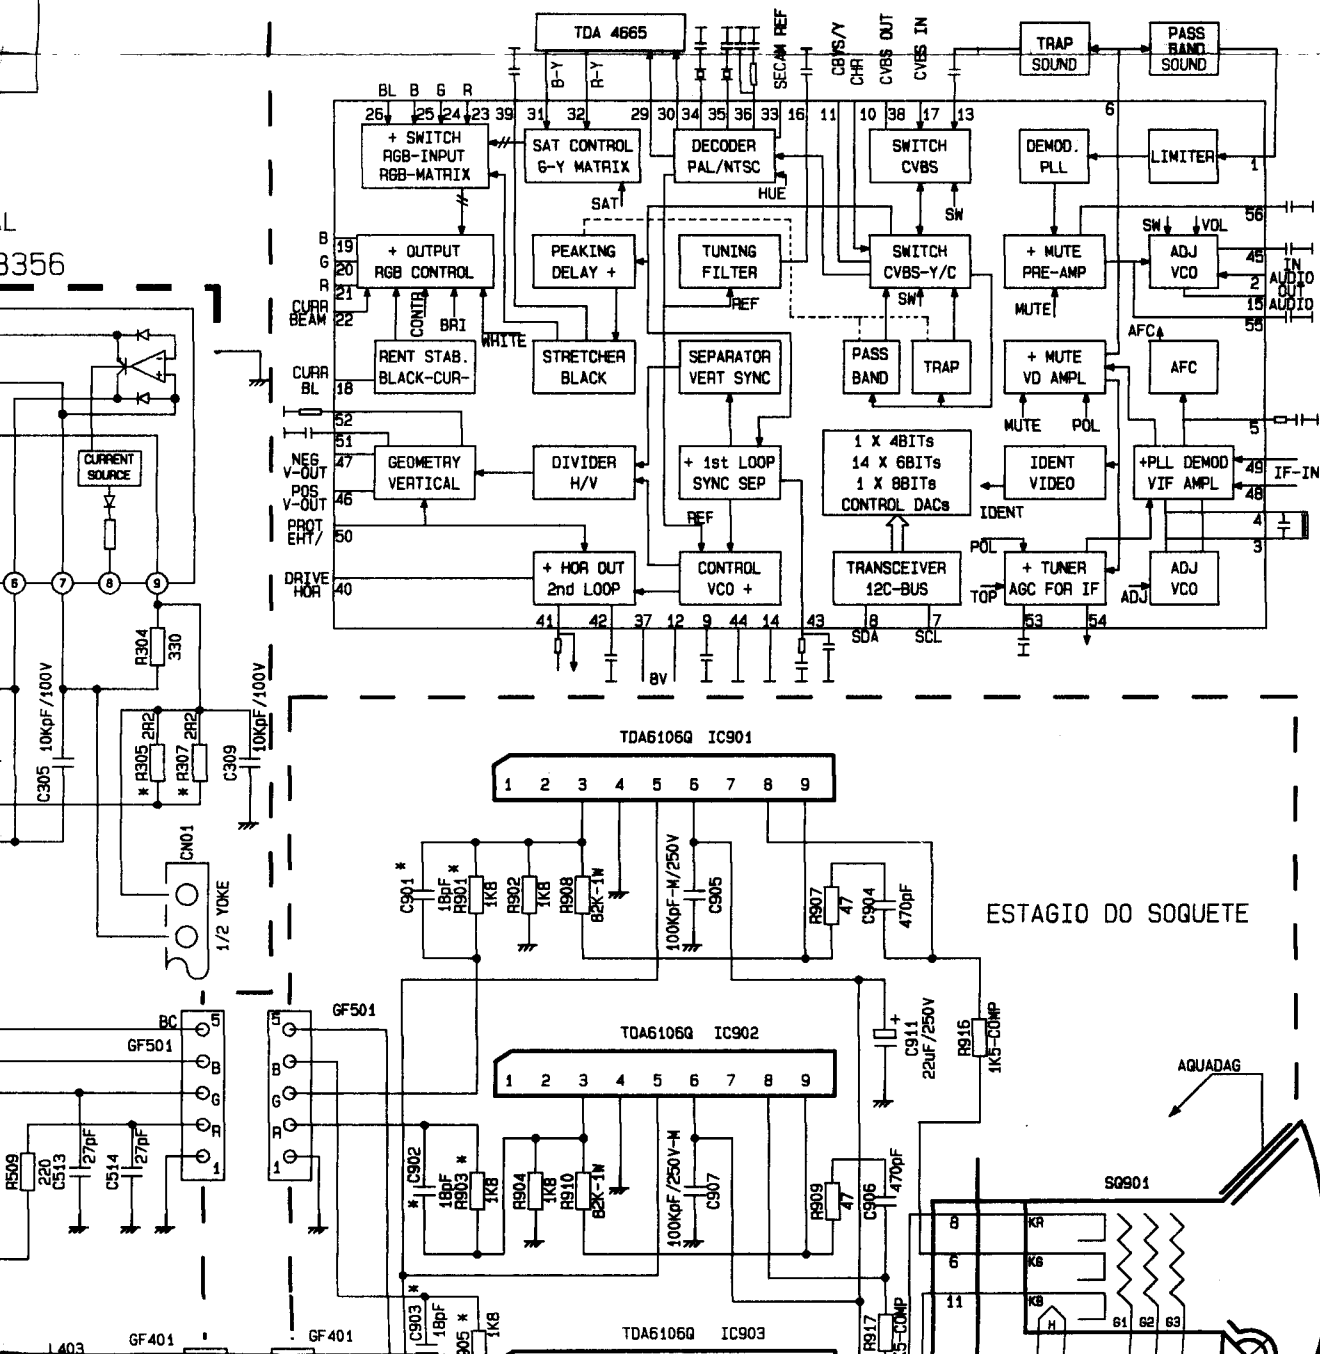 TDA 4665
B-Y
R-Y
SECAM REF
CBVS/Y
CHR
CVBS OUT
CVBS IN
TRAP
SOUND
PASS
BAND
SOUND
BL B G R
26 25 24 23 39 31 32 29 30 34 35 36 33 16 11 10 38 17 13 6
+ SWITCH
RGB-INPUT
RGB-MATRIX
SAT CONTROL
G-Y MATRIX
SAT
DECODER
PAL/NTSC
HUE
SWITCH
CVBS
SW
DEMOD.
PLL
LIMITER
1
56
B
19
G
20
R
21
CURR
BEAM
22
+ OUTPUT
RGB CONTROL
CONTR
BRI
WHITE
PEAKING
DELAY +
TUNING
FILTER
REF
SWITCH
CVBS-Y/C
SW
+ MUTE
PRE-AMP
MUTE
SW
VOL
ADJ
VCO
45
IN
AUDIO
2
OUT
15
AUDIO
55
8356
CURR
BL
18
RENT STAB.
BLACK-CUR-
STRETCHER
BLACK
SEPARATOR
VERT SYNC
PASS
BAND
TRAP
+ MUTE
VD AMPL
MUTE
POL
AFC
AFC
5
52
51
NEG
V-OUT
47
POS
V-OUT
46
PROT
EHT/
50
DRIVE
HOR
40
GEOMETRY
VERTICAL
DIVIDER
H/V
+ 1st LOOP
SYNC SEP
REF
1 X 4BITs
14 X 6BITs
1 X 8BITs
CONTROL DACs
IDENT
VIDEO
IDENT
+PLL DEMOD
VIF AMPL
49
IF-IN
48
4
3
+ HOR OUT
2nd LOOP
CONTROL
VCO +
TRANSCEIVER
I2C-BUS
POL
TOP
+ TUNER
AGC FOR IF
ADJ
ADJ
VCO
41 42 37 12 9 44 14 43 8 7 53 54
8V
SDA
SCL
CURRENT
SOURCE
6 7 8 9
R304
330
C305 10KpF/100V
* R305 2R2
* R307 2R2
C309 10KpF/100V
CN01
1/2 YOKE
TDA6106Q IC901
1 2 3 4 5 6 7 8 9
C901 *
18pF
R901 *
1K8
R902
1K8
R908
82K-1W
100KpF-M/250V
C905
R907
47
C904
470pF
ESTAGIO DO SOQUETE
BC
GF501
5
B
G
R
1
5
B
G
R
1
GF501
TDA6106Q IC902
1 2 3 4 5 6 7 8 9
C911
22uF/250V
+
R916
1K5-COMP
AQUADAG
R509
220
C513
27pF
C514
27pF
* C902
18pF
R903 *
1K8
R904
1K8
R910
82K-1W
100KpF/250V-M
C907
R909
47
C906
470pF
SQ901
8
KR
6
KG
11
KB
H
G1 G2 G3
C903 *
18pF
1K8
R917
TDA6106Q IC903
L403
GF401
GF401